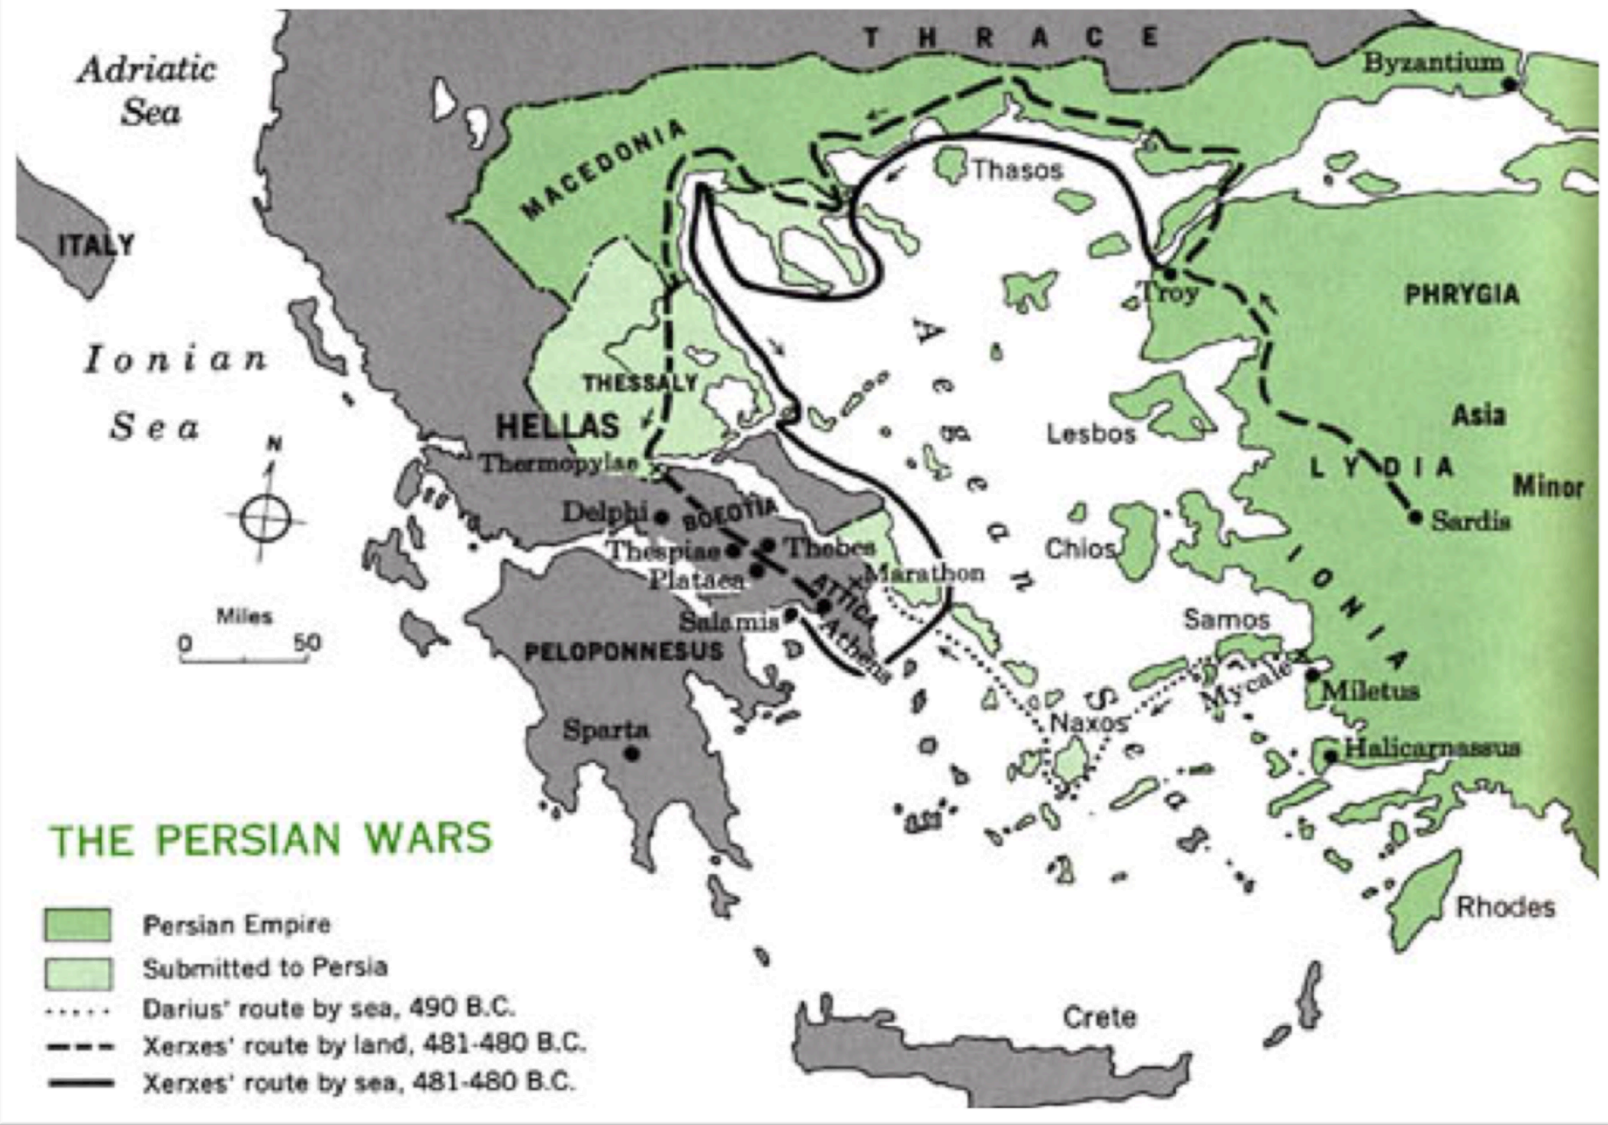 THRACE
Adriatic
Sea
Byzantium
MACEDONIA
Thasos
ITALY
Troy
PHRYGIA
Ionian
Sea
Aegean
Sea
THESSALY
HELLAS
Lesbos
Asia
Minor
LYDIA
Sardis
N
Thermopylae
Delphi
BOEOTIA
Thespiae
Thebes
Plataea
Marathon
Chios
IONIA
ATTICA
Miles
0 50
Salamis
Athens
Samos
PELOPONNESUS
Mycale
Miletus
Naxos
Sparta
Halicarnassus
THE PERSIAN WARS
Persian Empire
Submitted to Persia
Darius' route by sea, 490 B.C.
Xerxes' route by land, 481-480 B.C.
Xerxes' route by sea, 481-480 B.C.
Rhodes
Crete